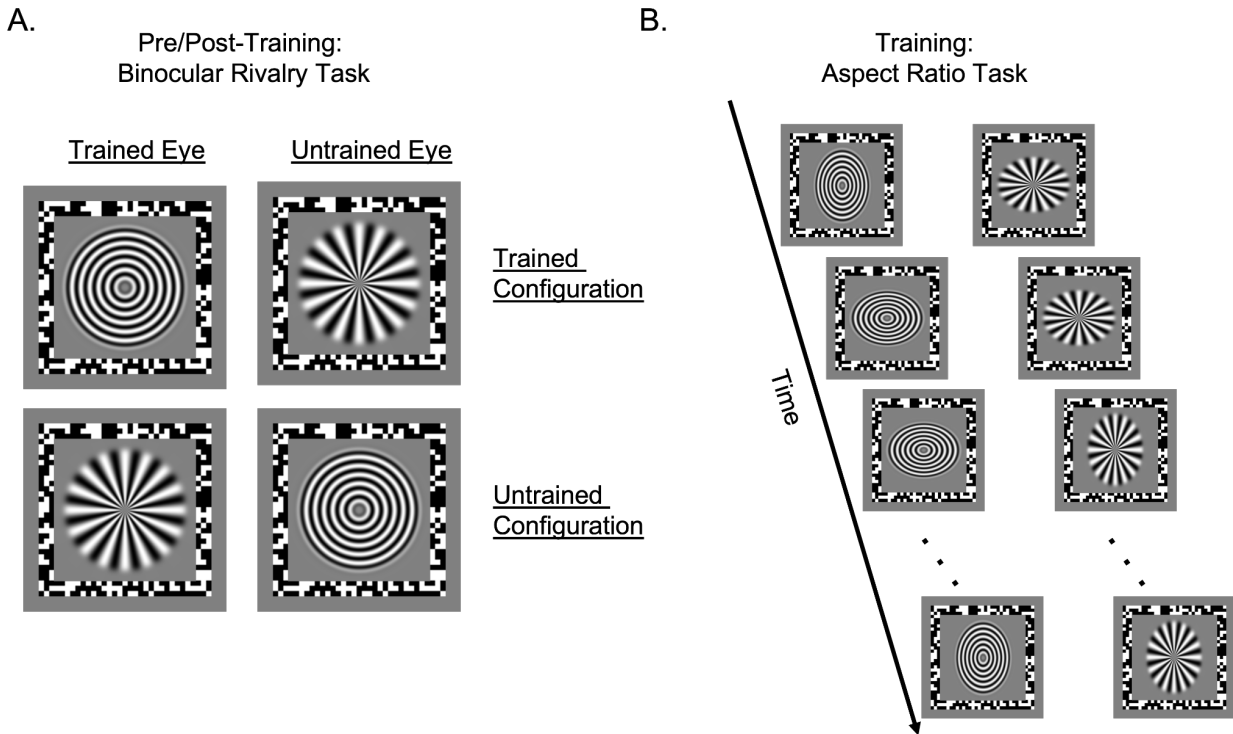 A.
Pre/Post-Training:
Binocular Rivalry Task
Trained Eye
Untrained Eye
Trained
Configuration
Untrained
Configuration
B.
Training:
Aspect Ratio Task
Time